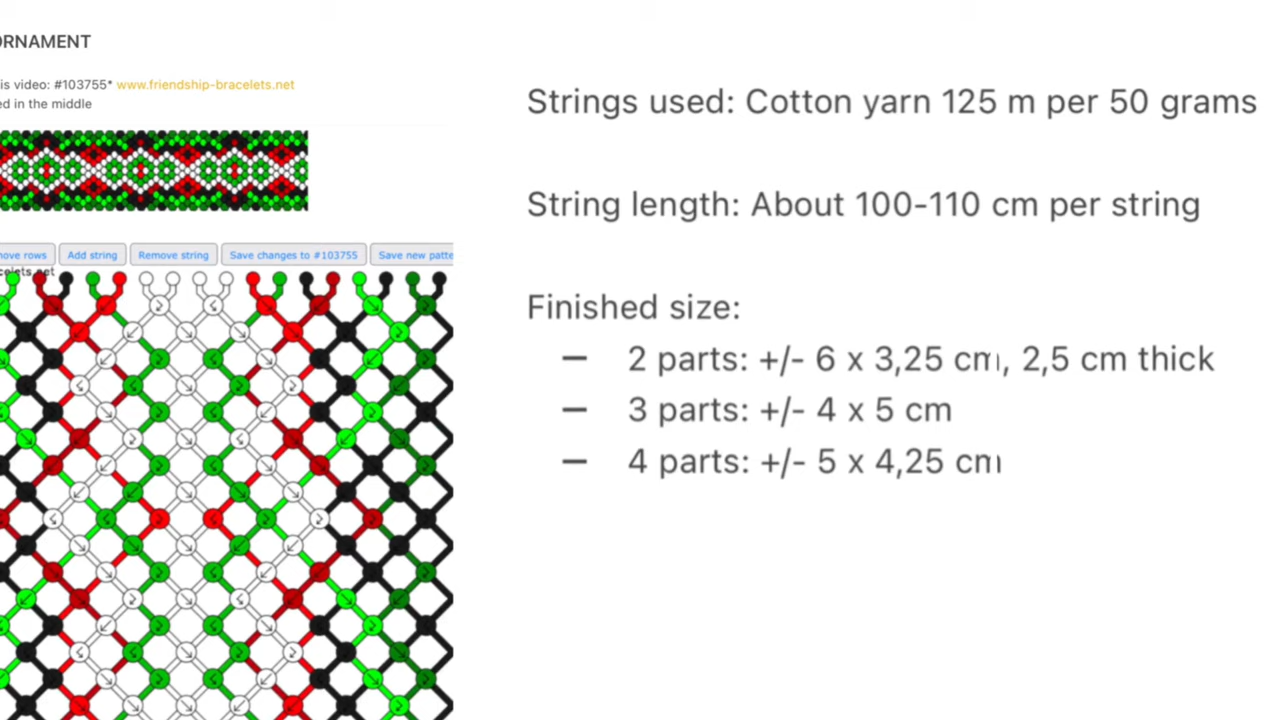 ORNAMENT
is video: #103755* www.friendship-bracelets.net
ed in the middle
ove rows
Add string
Remove string
Save changes to #103755
Save new patte
celets.net
Strings used: Cotton yarn 125 m per 50 grams
String length: About 100-110 cm per string
Finished size:
– 2 parts: +/- 6 x 3,25 cm, 2,5 cm thick
– 3 parts: +/- 4 x 5 cm
– 4 parts: +/- 5 x 4,25 cm